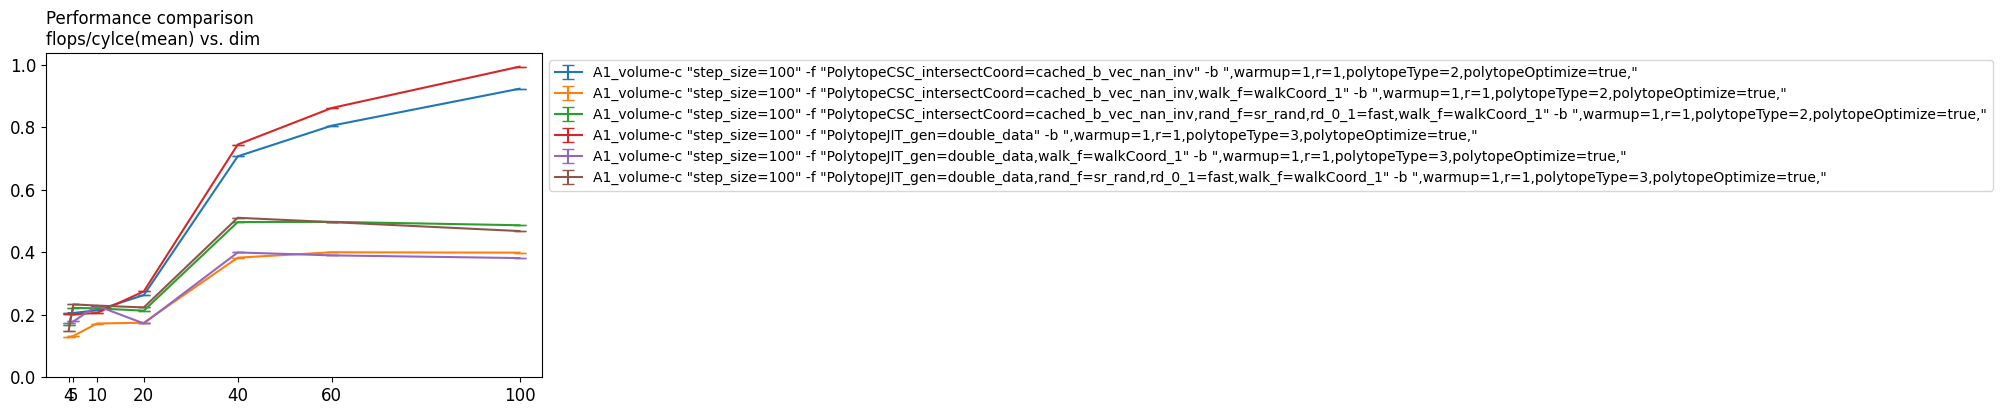 Performance comparison
flops/cylce(mean) vs. dim
1.0
0.8
0.6
0.4
0.2
0.0
4 5 10 20 40 60 100
A1_volume-c "step_size=100" -f "PolytopeCSC_intersectCoord=cached_b_vec_nan_inv" -b ",warmup=1,r=1,polytopeType=2,polytopeOptimize=true,"
A1_volume-c "step_size=100" -f "PolytopeCSC_intersectCoord=cached_b_vec_nan_inv,walk_f=walkCoord_1" -b ",warmup=1,r=1,polytopeType=2,polytopeOptimize=true,"
A1_volume-c "step_size=100" -f "PolytopeCSC_intersectCoord=cached_b_vec_nan_inv,rand_f=sr_rand,rd_0_1=fast,walk_f=walkCoord_1" -b ",warmup=1,r=1,polytopeType=2,polytopeOptimize=true,"
A1_volume-c "step_size=100" -f "PolytopeJIT_gen=double_data" -b ",warmup=1,r=1,polytopeType=3,polytopeOptimize=true,"
A1_volume-c "step_size=100" -f "PolytopeJIT_gen=double_data,walk_f=walkCoord_1" -b ",warmup=1,r=1,polytopeType=3,polytopeOptimize=true,"
A1_volume-c "step_size=100" -f "PolytopeJIT_gen=double_data,rand_f=sr_rand,rd_0_1=fast,walk_f=walkCoord_1" -b ",warmup=1,r=1,polytopeType=3,polytopeOptimize=true,"